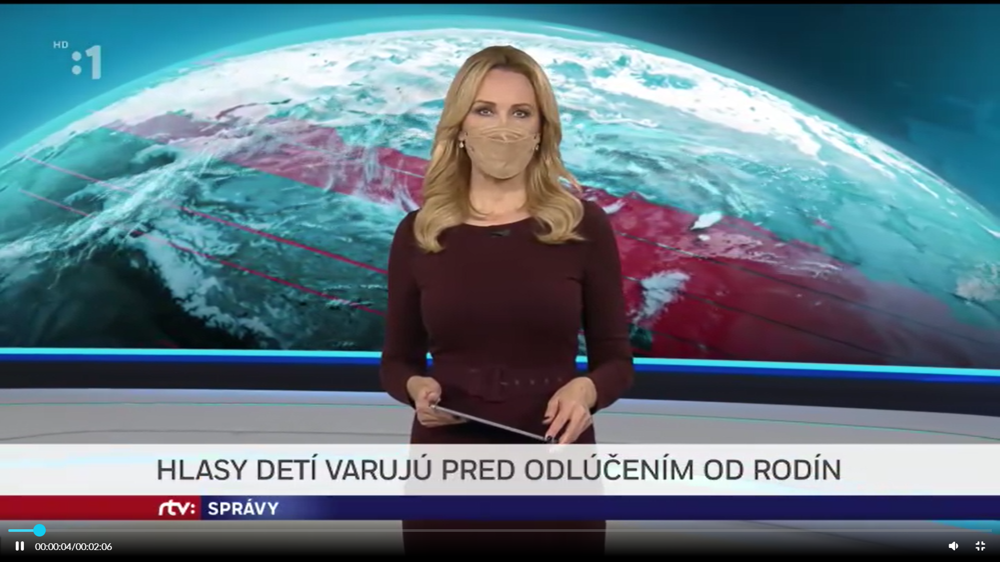 HD
:1
HLASY DETÍ VARUJÚ PRED ODLÚČENÍM OD RODÍN
rtv: SPRÁVY
00:00:04/00:02:06